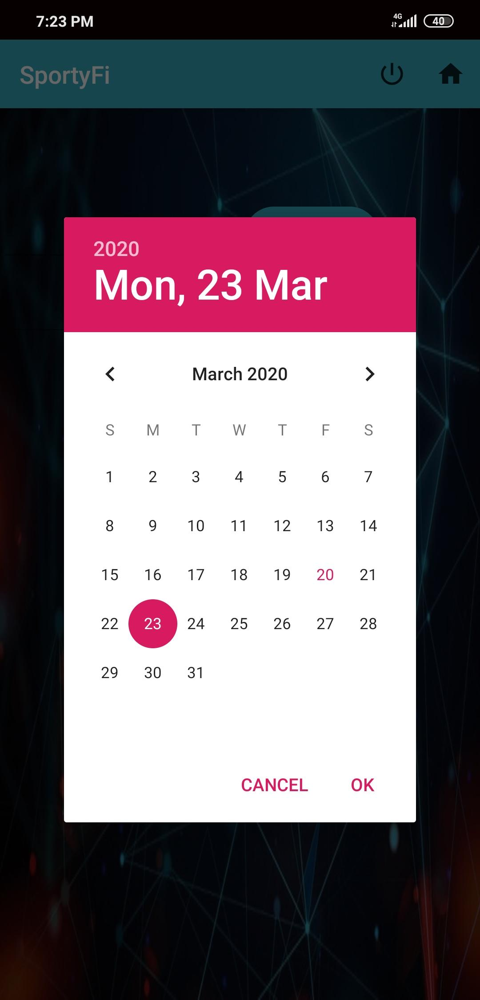 7:23 PM 4G 40
SportyFi
2020
Mon, 23 Mar
March 2020
S M T W T F S
1 2 3 4 5 6 7
8 9 10 11 12 13 14
15 16 17 18 19 20 21
22 23 24 25 26 27 28
29 30 31
CANCEL OK